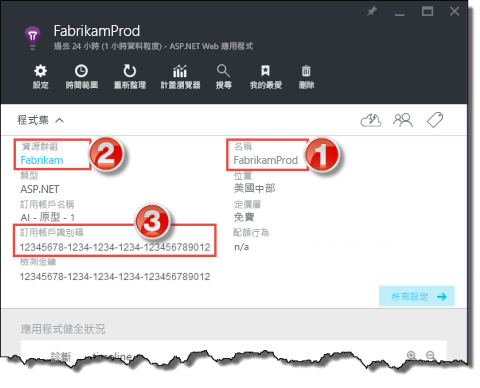 FabrikamProd
過去 24 小時 (1 小時資料粒度) - ASP.NET Web 應用程式
設定 時間範圍 重新整理 計量瀏覽器 搜尋 我的最愛 刪除
程式集
資源群組 名稱
Fabrikam 2 FabrikamProd 1
類型 位置
ASP.NET 美國中部
訂用帳戶名稱 定價層
AI - 原型 - 1 免費
訂用帳戶識別碼 3 配額行為
12345678-1234-1234-1234-123456789012 n/a
檢測金鑰
12345678-1234-1234-1234-123456789012
所有設定
應用程式健全狀況
診斷 timeline